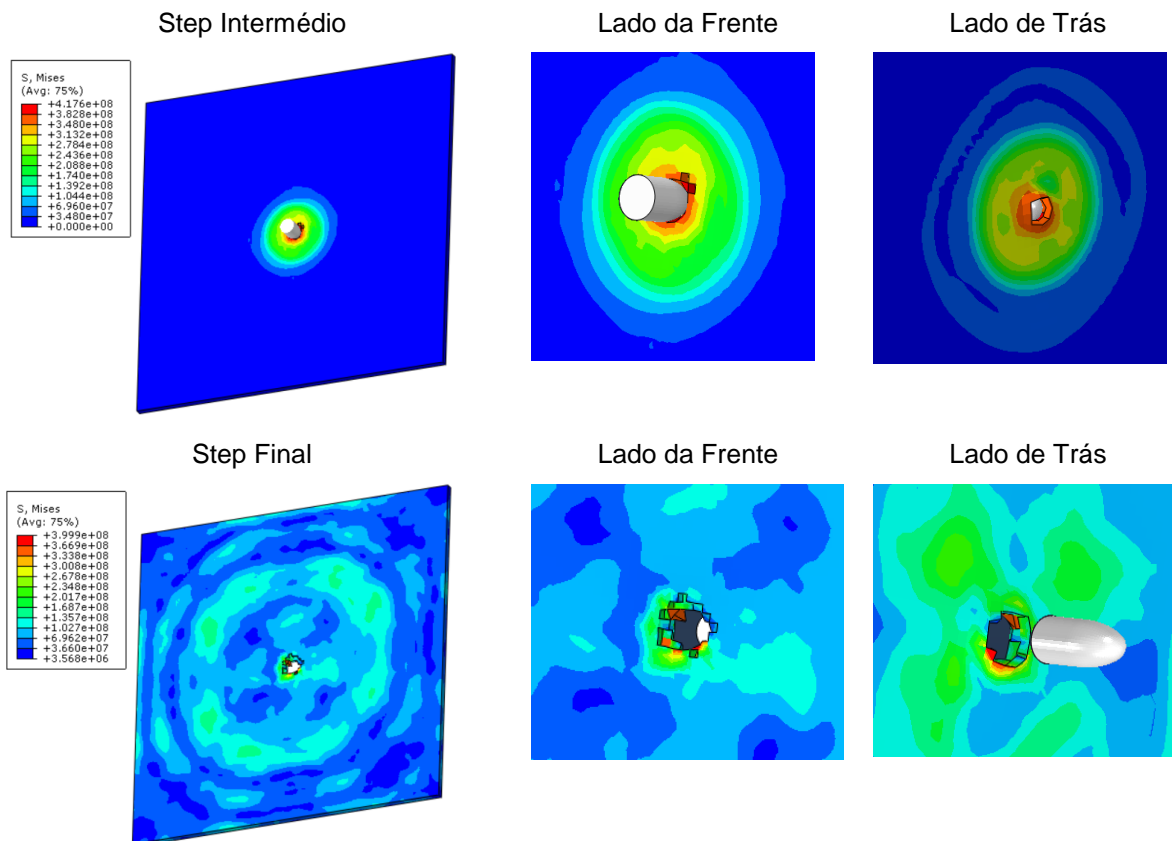 Step Intermédio
Lado da Frente
Lado de Trás
S, Mises
(Avg: 75%)
+4.176e+08
+3.828e+08
+3.480e+08
+3.132e+08
+2.784e+08
+2.436e+08
+2.088e+08
+1.740e+08
+1.392e+08
+1.044e+08
+6.960e+07
+3.480e+07
+0.000e+00
Step Final
Lado da Frente
Lado de Trás
S, Mises
(Avg: 75%)
+3.999e+08
+3.669e+08
+3.338e+08
+3.008e+08
+2.678e+08
+2.348e+08
+2.017e+08
+1.687e+08
+1.357e+08
+1.027e+08
+6.962e+07
+3.660e+07
+3.568e+06